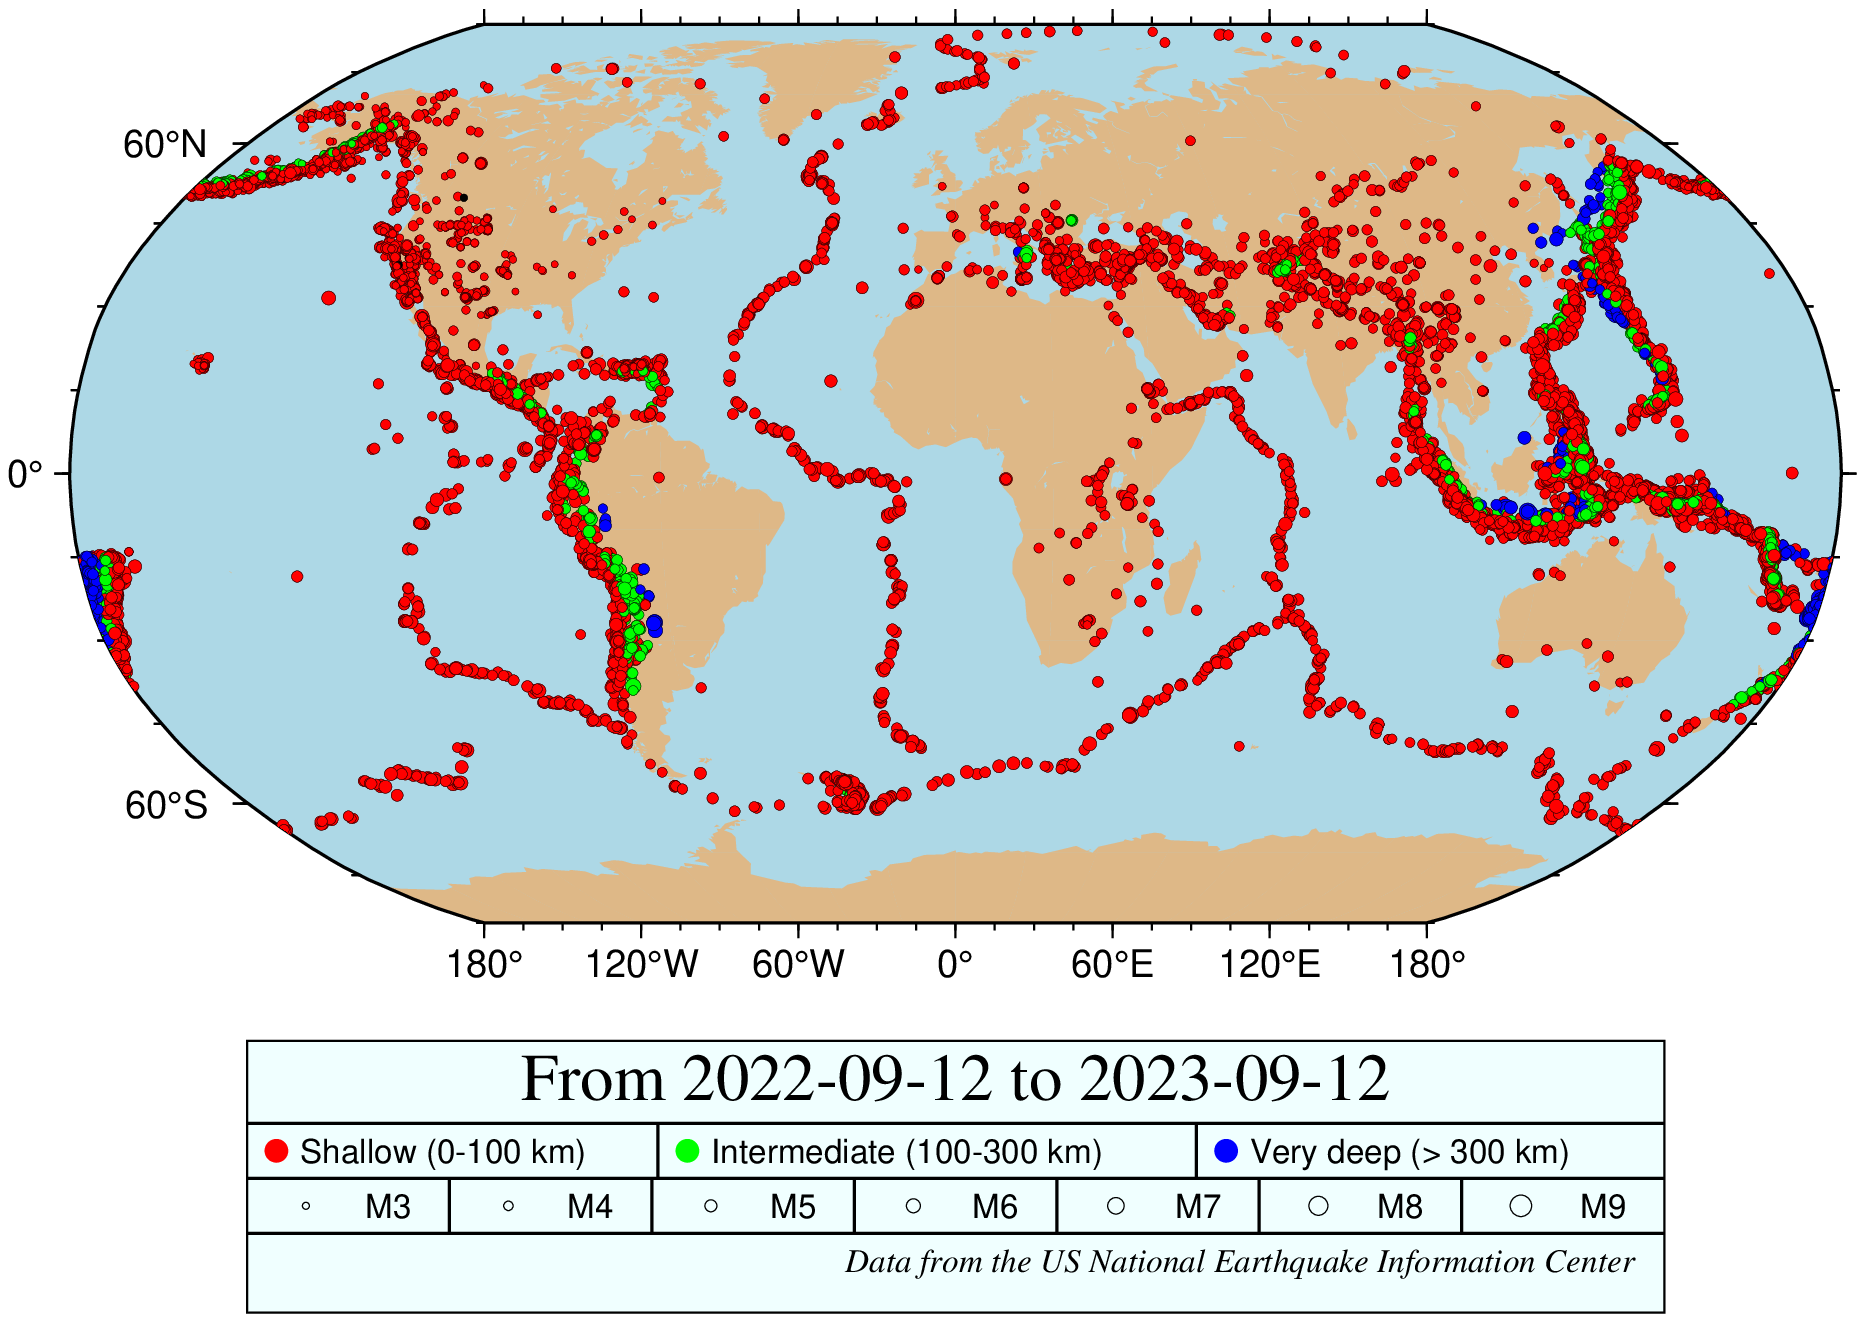 60°N
0°
60°S
180° 120°W 60°W 0° 60°E 120°E 180°
From 2022-09-12 to 2023-09-12
Shallow (0-100 km) Intermediate (100-300 km) Very deep (> 300 km)
M3 M4 M5 M6 M7 M8 M9
Data from the US National Earthquake Information Center